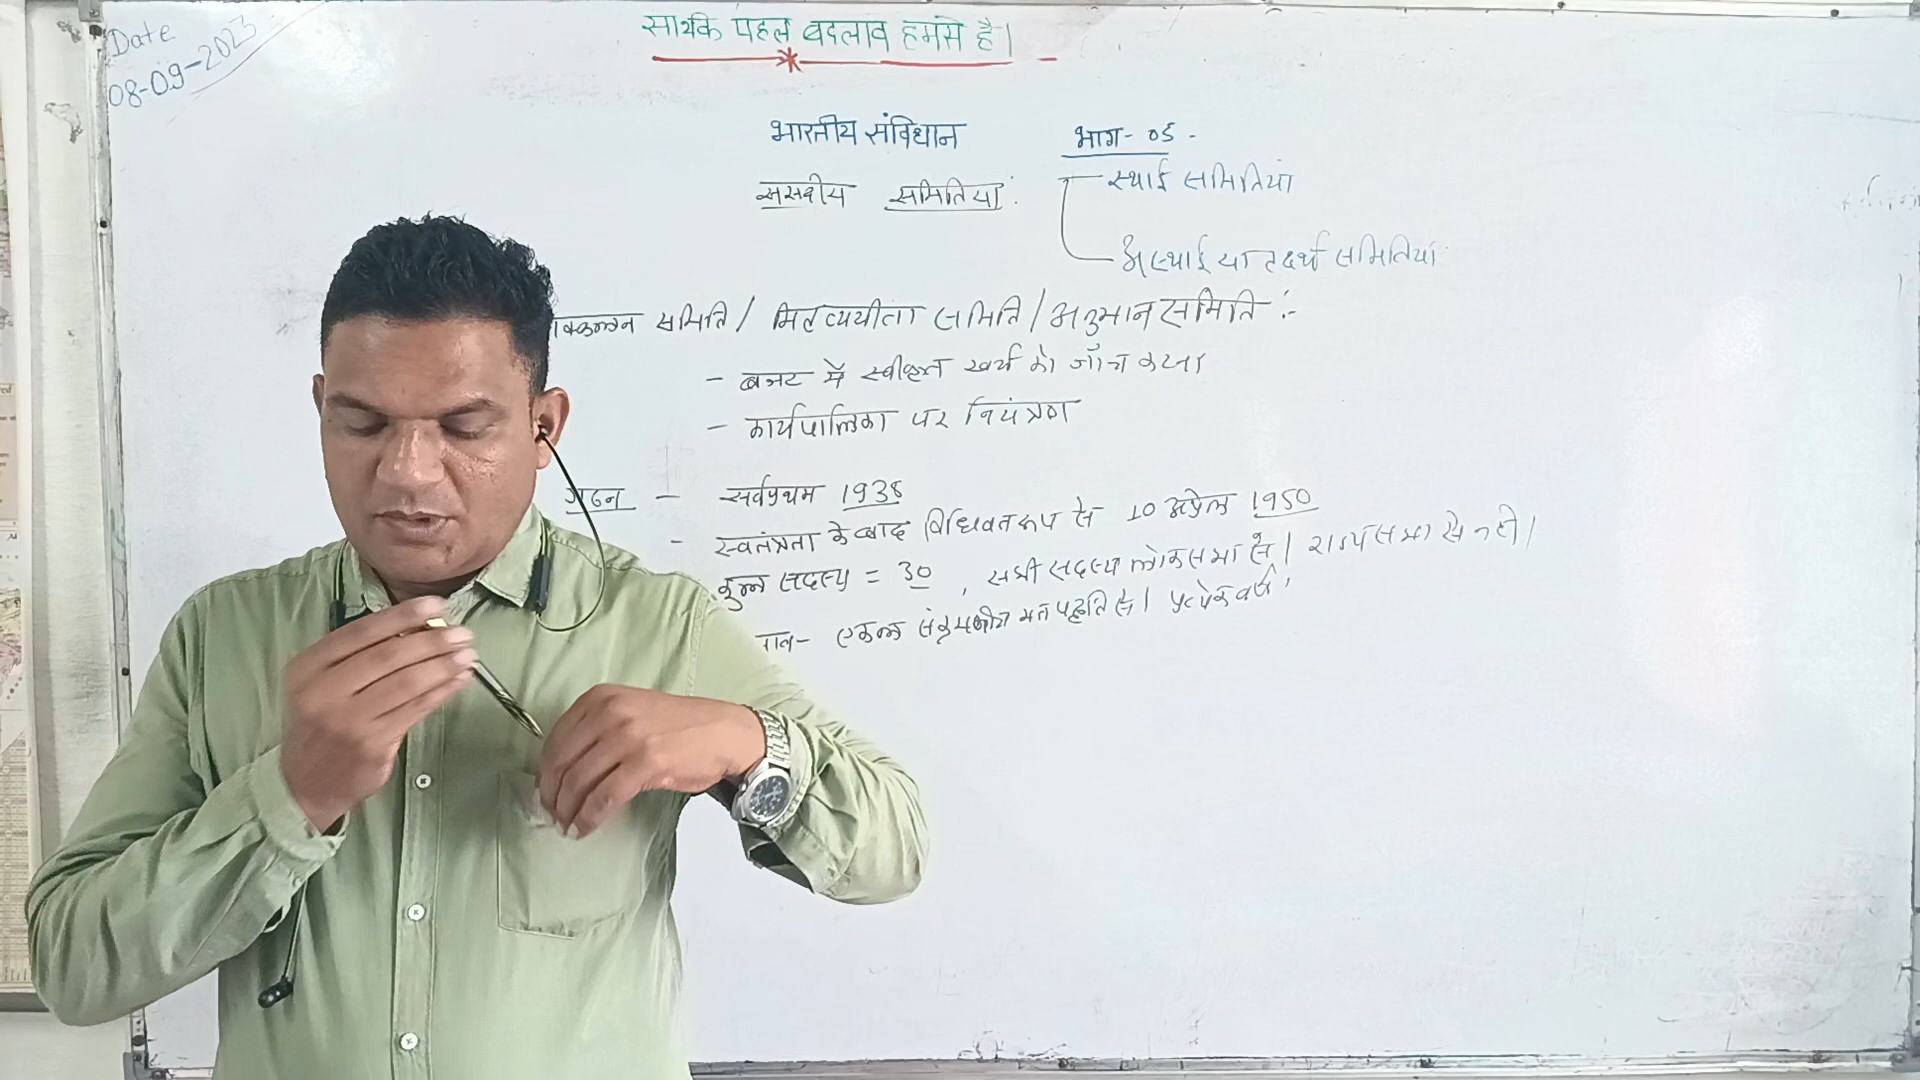 Date
08-09-2023
सार्थक पहल बदलाव हमसे है।
भारतीय संविधान भाग- 05 -
ससदीय समितियां :
स्थाई समितियां
अस्थाई या तदर्थ समितियां
समिति / मितव्ययीता समिति / अनुमान समिति :-
- बजट में स्वीकृत खर्च की जाँच करना
- कार्यपालिका पर नियंत्रण
गठन - सर्वप्रथम 1938
- स्वतंत्रता के बाद विधिवत रूप से 10 अप्रैल 1950
कुल सदस्य = 30 , सभी सदस्य लोकसभा से। राज्यसभा से नही।
एकल संक्रमणीय मत पद्धति से। प्रत्येक वर्ष,